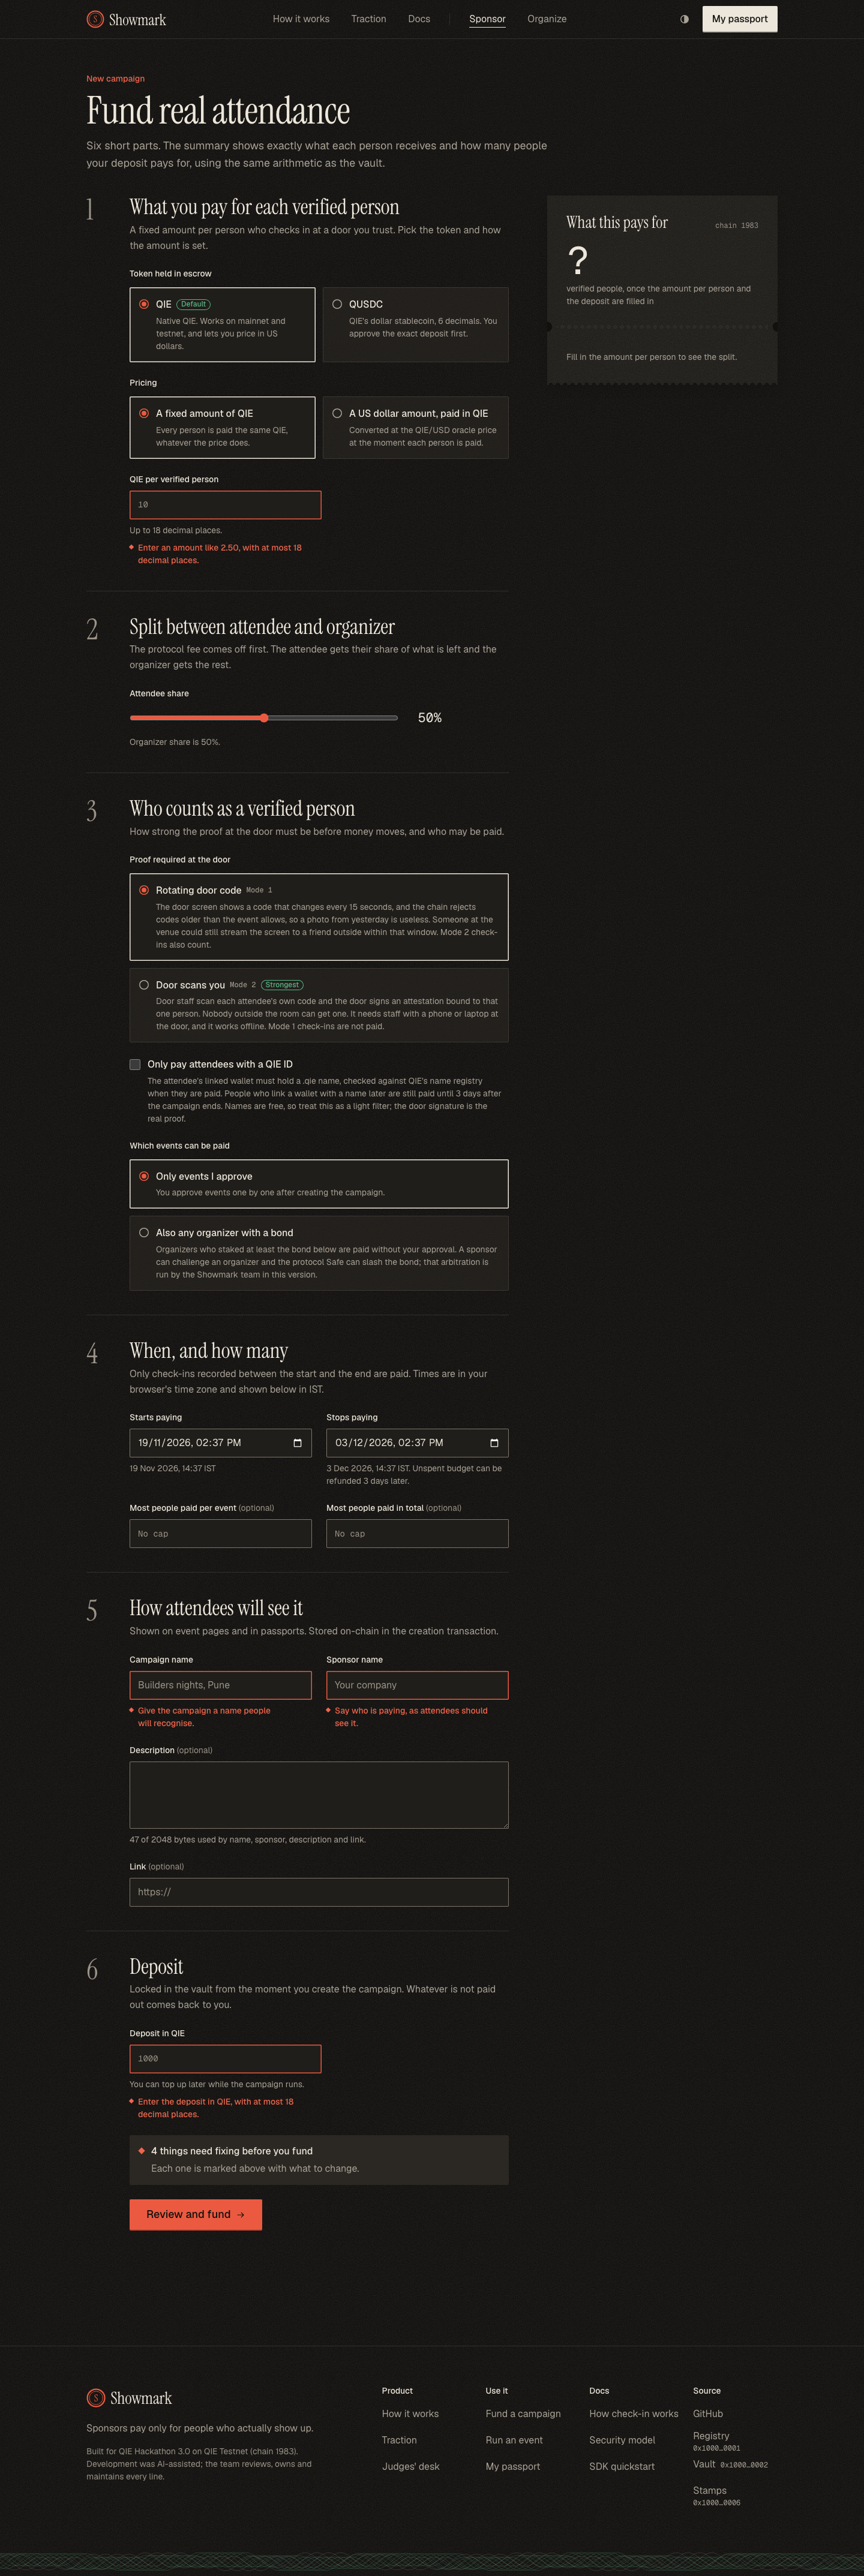 Showmark
How it works
Traction
Docs
Sponsor
Organize
My passport
New campaign
Fund real attendance
Six short parts. The summary shows exactly what each person receives and how many people
your deposit pays for, using the same arithmetic as the vault.
1
What you pay for each verified person
A fixed amount per person who checks in at a door you trust. Pick the token and how
the amount is set.
Token held in escrow
QIE Default
Native QIE. Works on mainnet and
testnet, and lets you price in US
dollars.
QUSDC
QIE's dollar stablecoin, 6 decimals. You
approve the exact deposit first.
Pricing
A fixed amount of QIE
Every person is paid the same QIE,
whatever the price does.
A US dollar amount, paid in QIE
Converted at the QIE/USD oracle price
at the moment each person is paid.
QIE per verified person
10
Up to 18 decimal places.
Enter an amount like 2.50, with at most 18
decimal places.
What this pays for
chain 1983
?
verified people, once the amount per person and
the deposit are filled in
Fill in the amount per person to see the split.
2
Split between attendee and organizer
The protocol fee comes off first. The attendee gets their share of what is left and the
organizer gets the rest.
Attendee share
50%
Organizer share is 50%.
3
Who counts as a verified person
How strong the proof at the door must be before money moves, and who may be paid.
Proof required at the door
Rotating door code Mode 1
The door screen shows a code that changes every 15 seconds, and the chain rejects
codes older than the event allows, so a photo from yesterday is useless. Someone at the
venue could still stream the screen to a friend outside within that window. Mode 2 check-
ins also count.
Door scans you Mode 2 Strongest
Door staff scan each attendee's own code and the door signs an attestation bound to that
one person. Nobody outside the room can get one. It needs staff with a phone or laptop at
the door, and it works offline. Mode 1 check-ins are not paid.
Only pay attendees with a QIE ID
The attendee's linked wallet must hold a .qie name, checked against QIE's name registry
when they are paid. People who link a wallet with a name later are still paid until 3 days after
the campaign ends. Names are free, so treat this as a light filter; the door signature is the
real proof.
Which events can be paid
Only events I approve
You approve events one by one after creating the campaign.
Also any organizer with a bond
Organizers who staked at least the bond below are paid without your approval. A sponsor
can challenge an organizer and the protocol Safe can slash the bond; that arbitration is
run by the Showmark team in this version.
4
When, and how many
Only check-ins recorded between the start and the end are paid. Times are in your
browser's time zone and shown below in IST.
Starts paying
19/11/2026, 02:37 PM
19 Nov 2026, 14:37 IST
Stops paying
03/12/2026, 02:37 PM
3 Dec 2026, 14:37 IST. Unspent budget can be
refunded 3 days later.
Most people paid per event (optional)
No cap
Most people paid in total (optional)
No cap
5
How attendees will see it
Shown on event pages and in passports. Stored on-chain in the creation transaction.
Campaign name
Builders nights, Pune
Give the campaign a name people
will recognise.
Sponsor name
Your company
Say who is paying, as attendees should
see it.
Description (optional)
47 of 2048 bytes used by name, sponsor, description and link.
Link (optional)
https://
6
Deposit
Locked in the vault from the moment you create the campaign. Whatever is not paid
out comes back to you.
Deposit in QIE
1000
You can top up later while the campaign runs.
Enter the deposit in QIE, with at most 18
decimal places.
4 things need fixing before you fund
Each one is marked above with what to change.
Review and fund →
Showmark
Sponsors pay only for people who actually show up.
Built for QIE Hackathon 3.0 on QIE Testnet (chain 1983).
Development was AI-assisted; the team reviews, owns and
maintains every line.
Product
How it works
Traction
Judges' desk
Use it
Fund a campaign
Run an event
My passport
Docs
How check-in works
Security model
SDK quickstart
Source
GitHub
Registry
0x1000…0001
Vault 0x1000…0002
Stamps
0x1000…0006